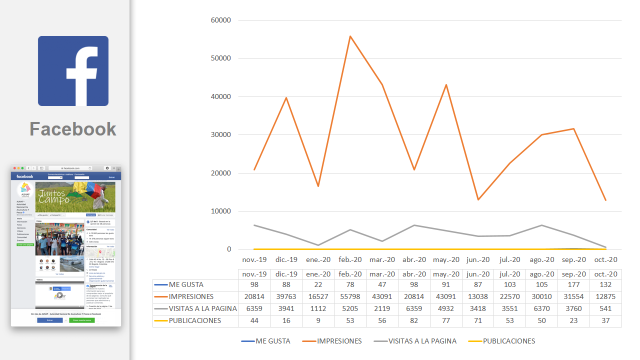 Facebook
Juntos
Campo
60000
50000
40000
30000
20000
10000
0
nov.-19 dic.-19 ene.-20 feb.-20 mar.-20 abr.-20 may.-20 jun.-20 jul.-20 ago.-20 sep.-20 oct.-20
nov.-19 dic.-19 ene.-20 feb.-20 mar.-20 abr.-20 may.-20 jun.-20 jul.-20 ago.-20 sep.-20 oct.-20
ME GUSTA 98 88 22 78 47 98 91 87 103 105 177 132
IMPRESIONES 20814 39763 16527 55798 43091 20814 43091 13038 22570 30010 31554 12875
VISITAS A LA PAGINA 6359 3941 1112 5205 2119 6359 4932 3418 3551 6370 3760 541
PUBLICACIONES 44 16 9 53 56 82 77 71 53 50 23 37
ME GUSTA IMPRESIONES VISITAS A LA PAGINA PUBLICACIONES